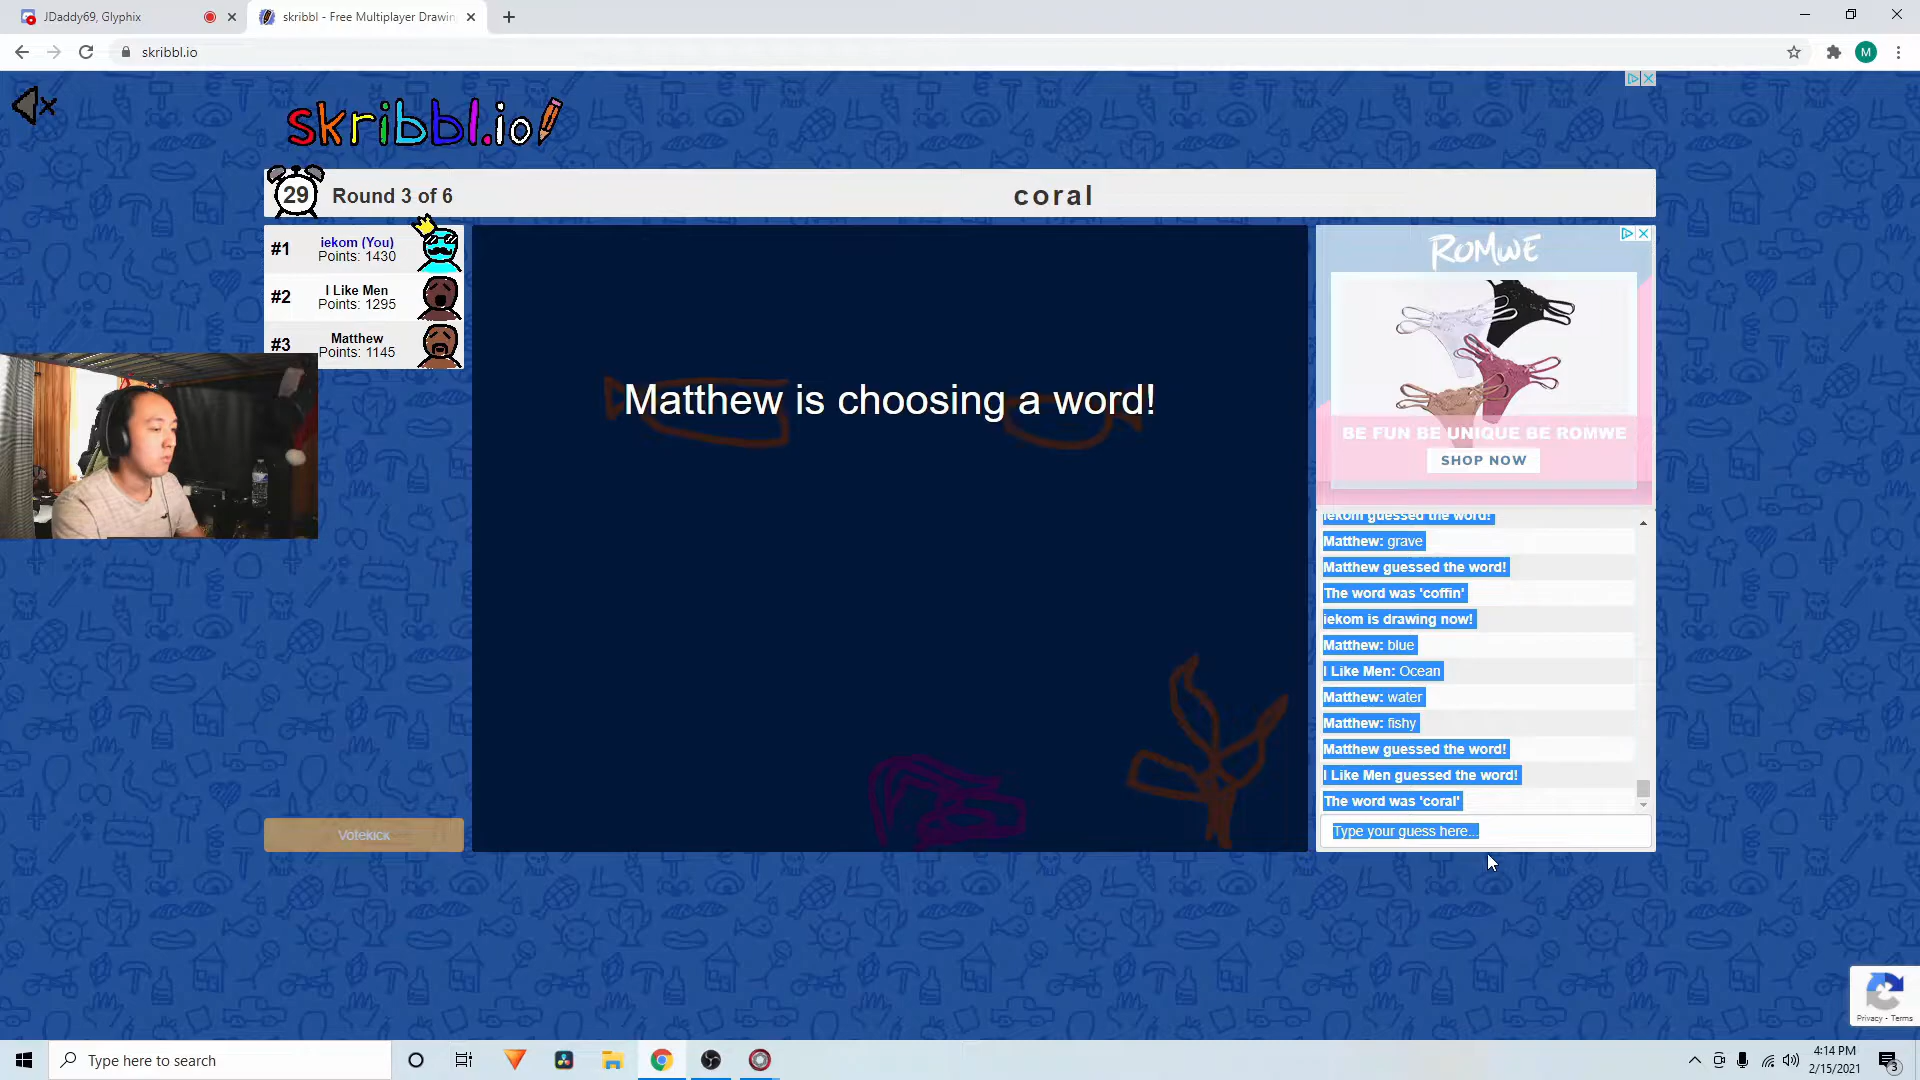 JDaddy69, Glyphix
skribbl - Free Multiplayer Drawin
skribbl.io
M
skribbl.io
29
Round 3 of 6
coral
#1
iekom (You)
Points: 1430
#2
I Like Men
Points: 1295
#3
Matthew
Points: 1145
Matthew is choosing a word!
ROMWE
BE FUN BE UNIQUE BE ROMWE
SHOP NOW
iekom guessed the word!
Matthew: grave
Matthew guessed the word!
The word was 'coffin'
iekom is drawing now!
Matthew: blue
I Like Men: Ocean
Matthew: water
Matthew: fishy
Matthew guessed the word!
I Like Men guessed the word!
The word was 'coral'
Type your guess here...
Votekick
Privacy - Terms
Type here to search
4:14 PM
2/15/2021
3